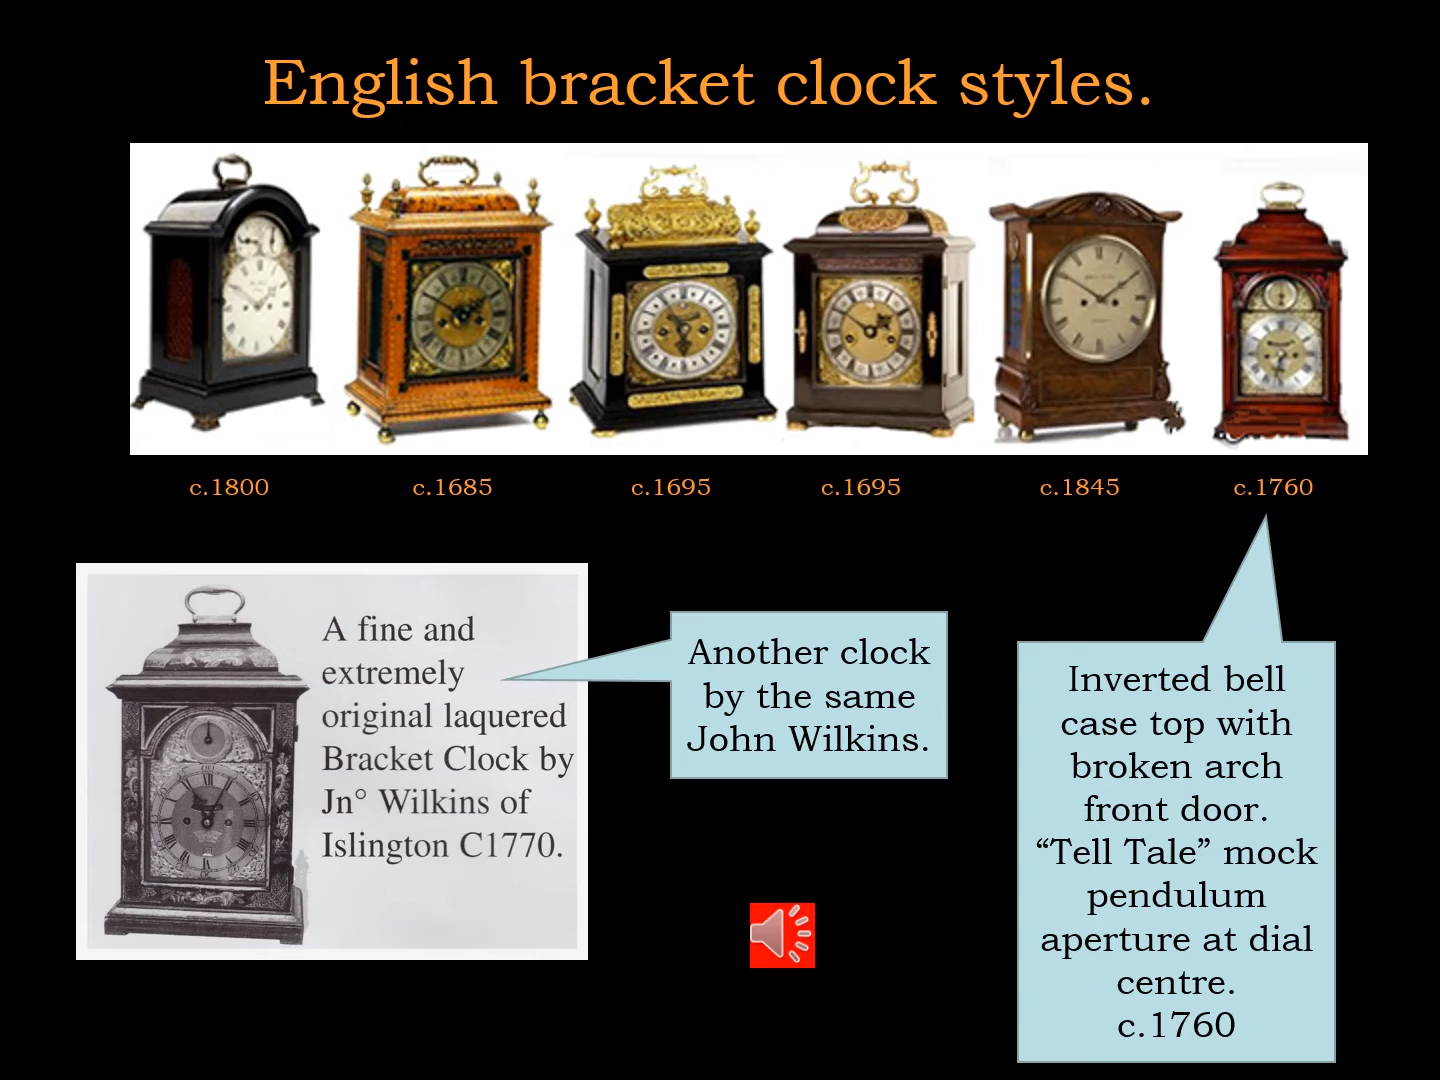 English bracket clock styles.
c.1800 c.1685 c.1695 c.1695 c.1845 c.1760
A fine and
extremely
original laquered
Bracket Clock by
Jn° Wilkins of
Islington C1770.
Another clock
by the same
John Wilkins.
Inverted bell
case top with
broken arch
front door.
“Tell Tale” mock
pendulum
aperture at dial
centre.
c.1760